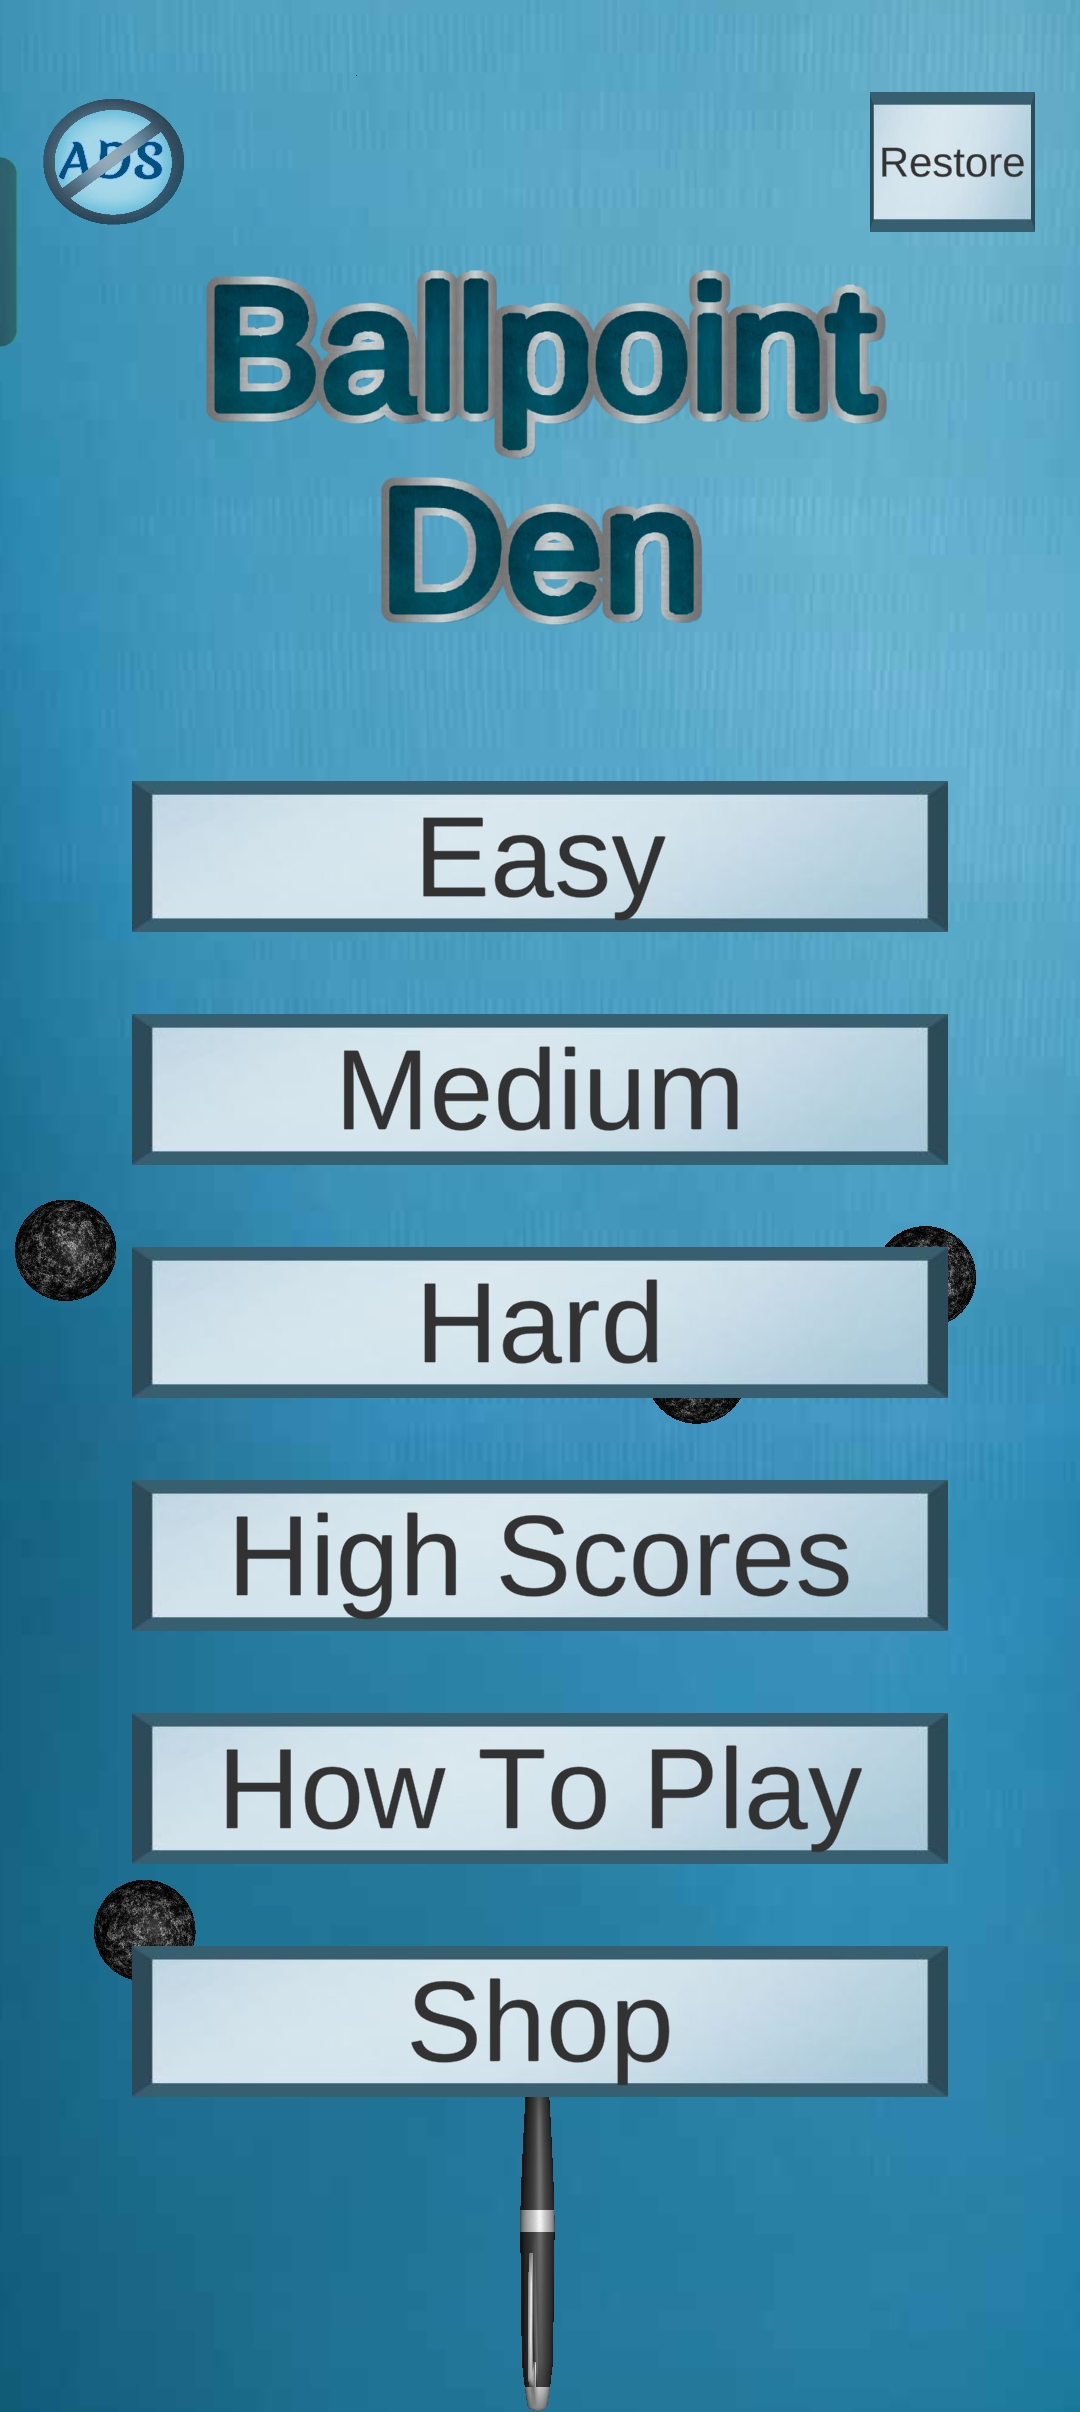 ADS
Restore
Ballpoint
Den
Easy
Medium
Hard
High Scores
How To Play
Shop